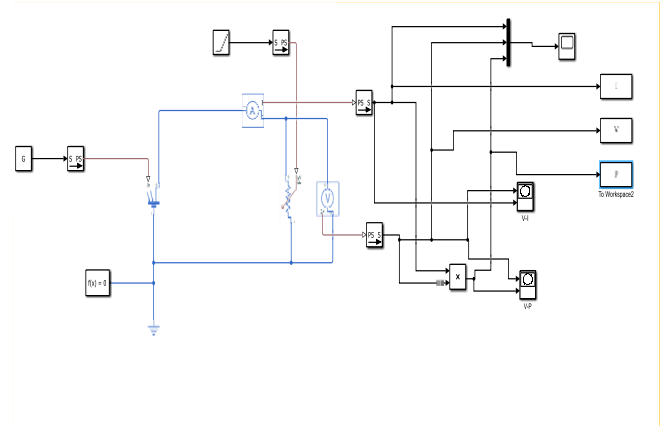 S PS
A
PS S
I
G
S PS
V
To Workspace2
V-I
PS S
f(x) = 0
x
V-P